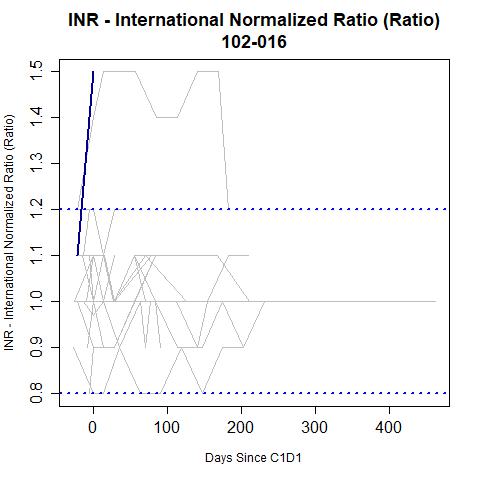 INR - International Normalized Ratio (Ratio)
102-016
INR - International Normalized Ratio (Ratio)
1.5
1.4
1.3
1.2
1.1
1.0
0.9
0.8
0 100 200 300 400
Days Since C1D1